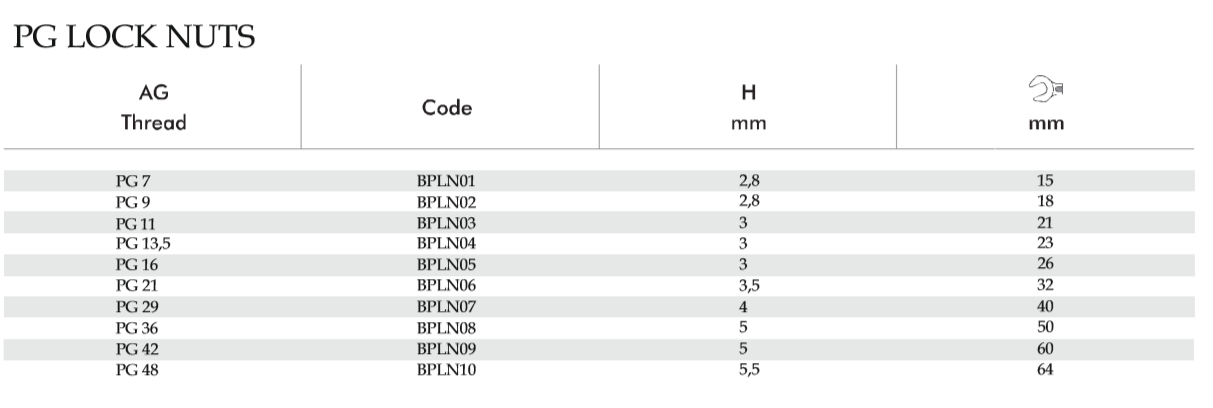 PG LOCK NUTS
AG Thread Code H mm mm
PG 7 BPLN01 2,8 15
PG 9 BPLN02 2,8 18
PG 11 BPLN03 3 21
PG 13,5 BPLN04 3 23
PG 16 BPLN05 3 26
PG 21 BPLN06 3,5 32
PG 29 BPLN07 4 40
PG 36 BPLN08 5 50
PG 42 BPLN09 5 60
PG 48 BPLN10 5,5 64